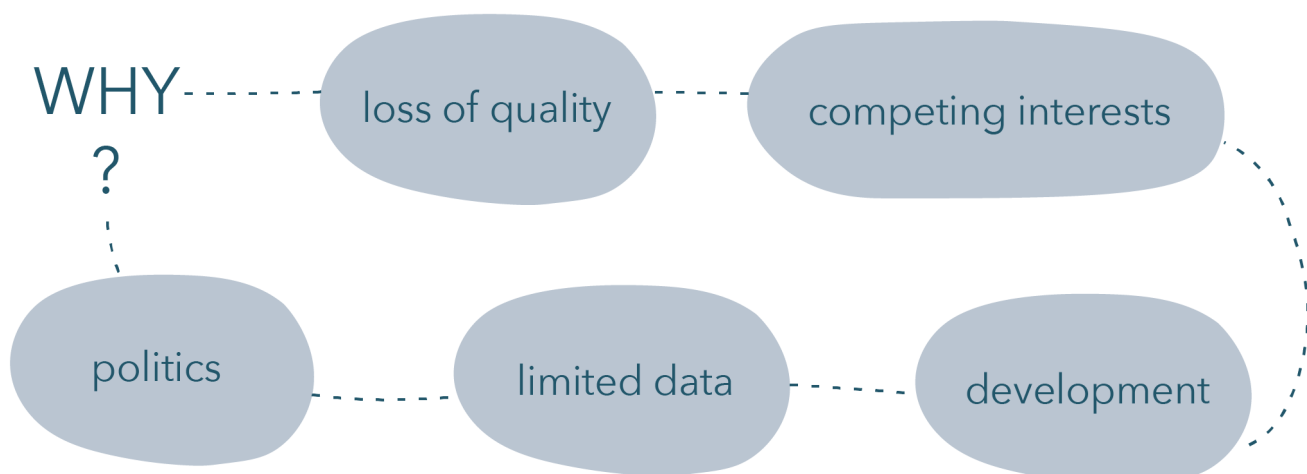 WHY
?
loss of quality
competing interests
politics
limited data
development